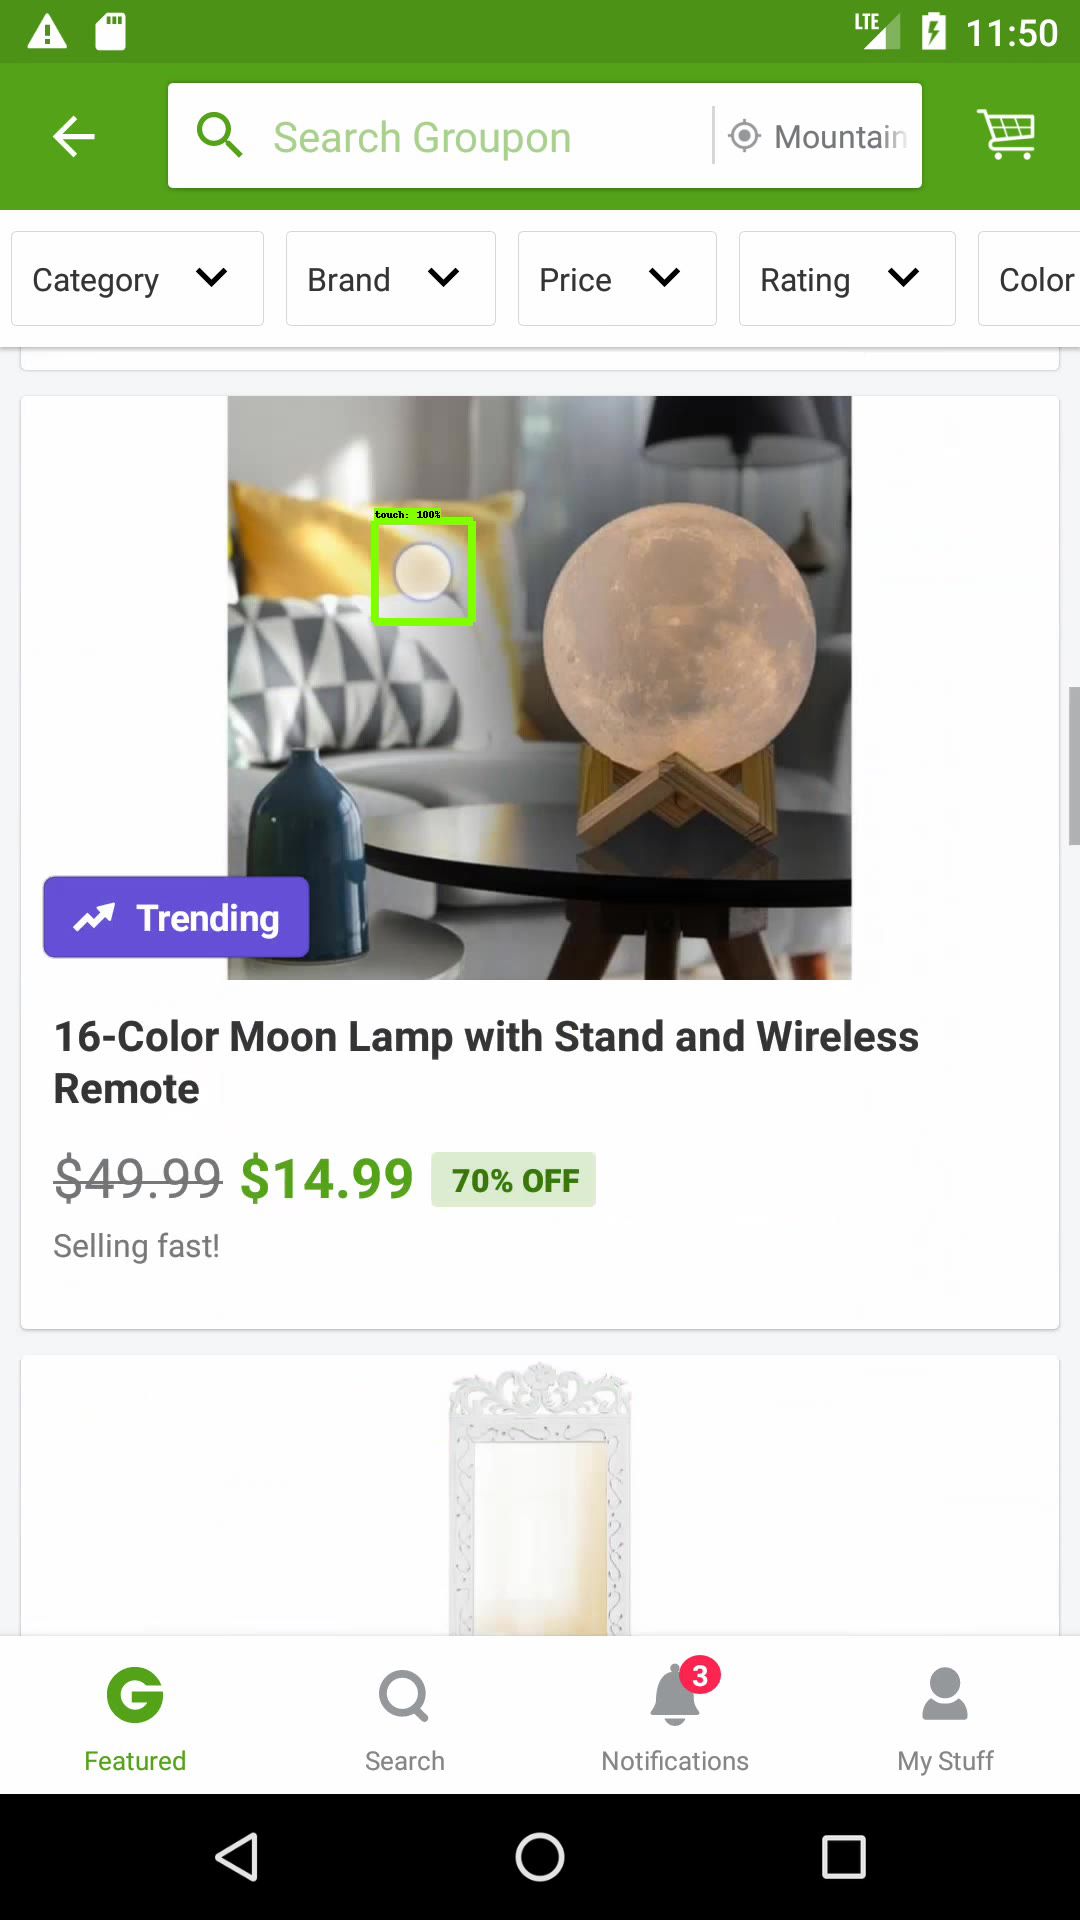 LTE 11:50
Search Groupon Mountain
Category Brand Price Rating Color
touch: 100%
Trending
16-Color Moon Lamp with Stand and Wireless
Remote
$49.99 $14.99 70% OFF
Selling fast!
3
Featured Search Notifications My Stuff